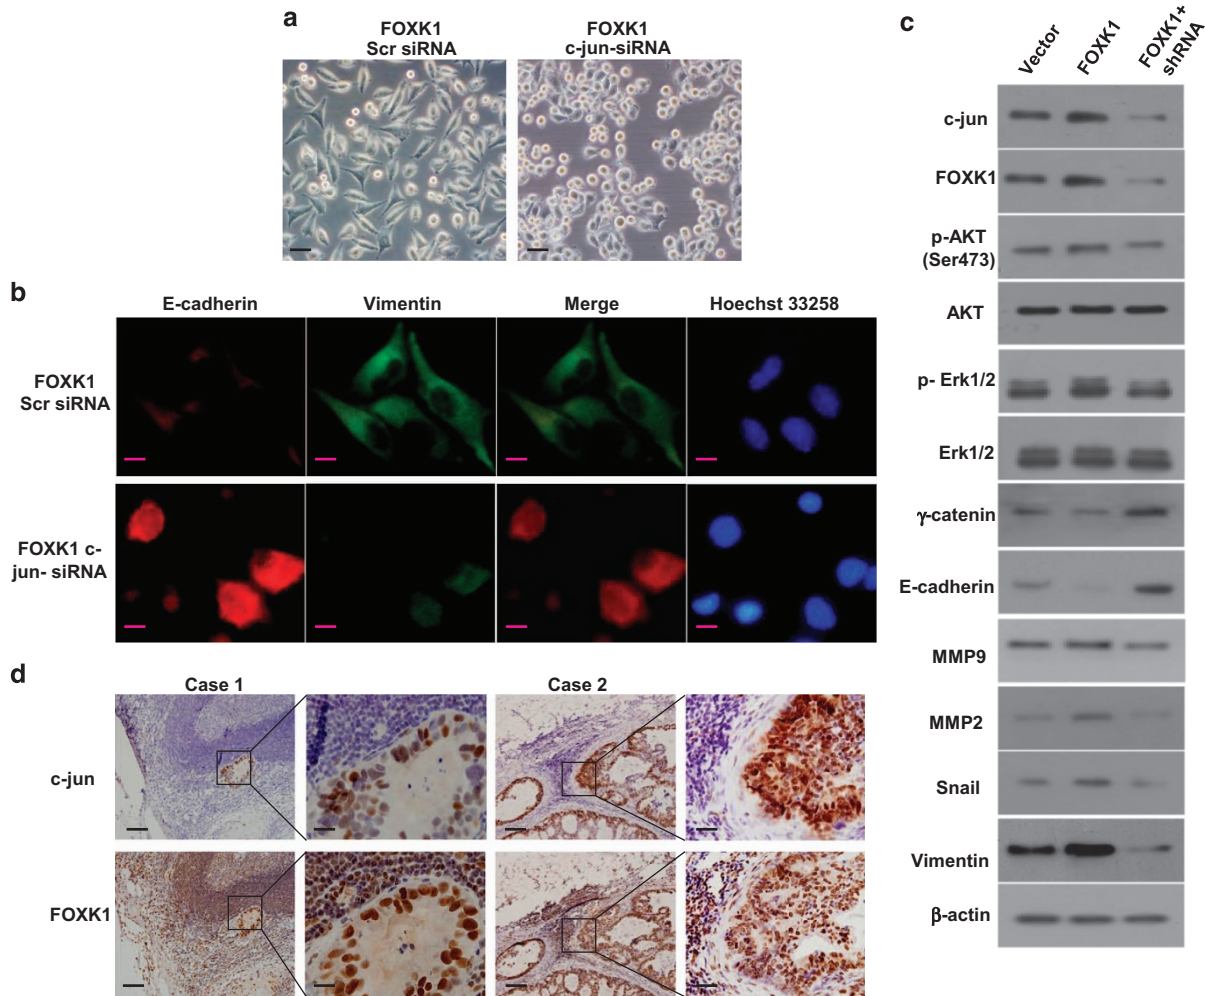 a
FOXK1
Scr siRNA
FOXK1
c-jun-siRNA
b
E-cadherin
Vimentin
Merge
Hoechst 33258
FOXK1
Scr siRNA
FOXK1 c-
jun- siRNA
c
Vector
FOXK1
FOXK1+
shRNA
c-jun
FOXK1
p-AKT
(Ser473)
AKT
p- Erk1/2
Erk1/2
γ-catenin
E-cadherin
MMP9
MMP2
Snail
Vimentin
β-actin
d
Case 1
Case 2
c-jun
FOXK1